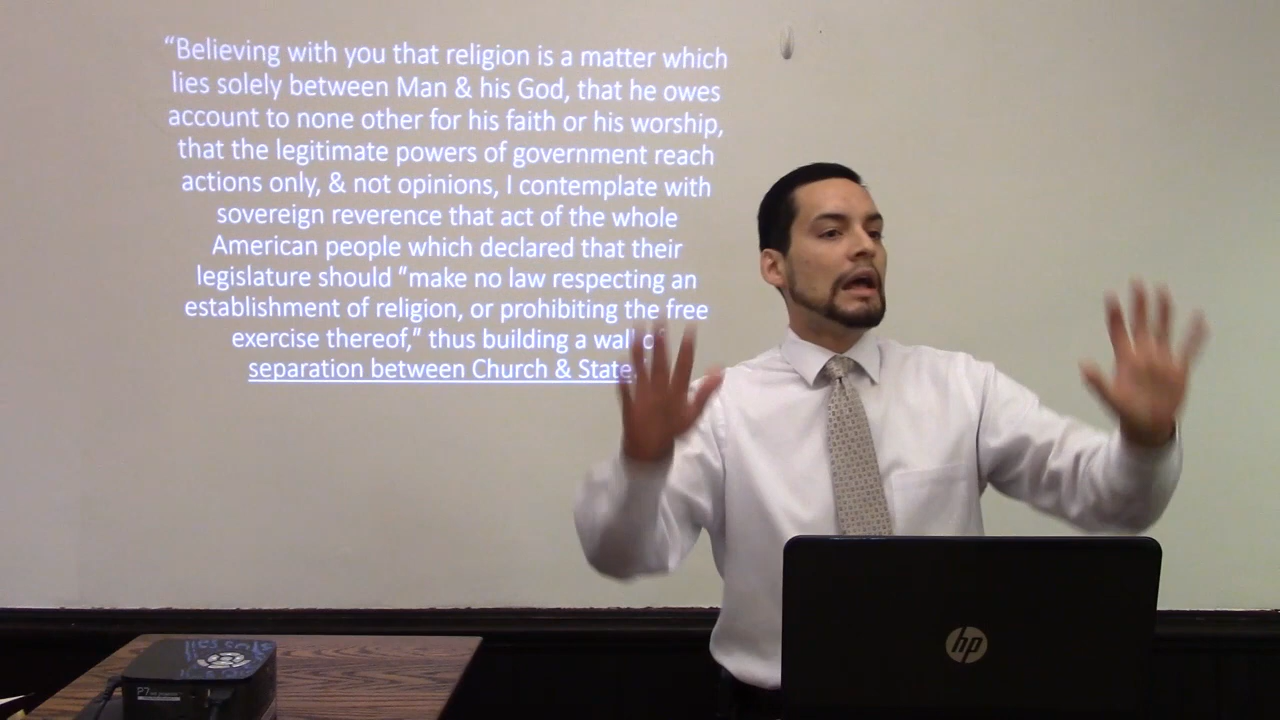 “Believing with you that religion is a matter which
lies solely between Man & his God, that he owes
account to none other for his faith or his worship,
that the legitimate powers of government reach
actions only, & not opinions, I contemplate with
sovereign reverence that act of the whole
American people which declared that their
legislature should “make no law respecting an
establishment of religion, or prohibiting the free
exercise thereof,” thus building a wall of
separation between Church & State.”
hp
P7